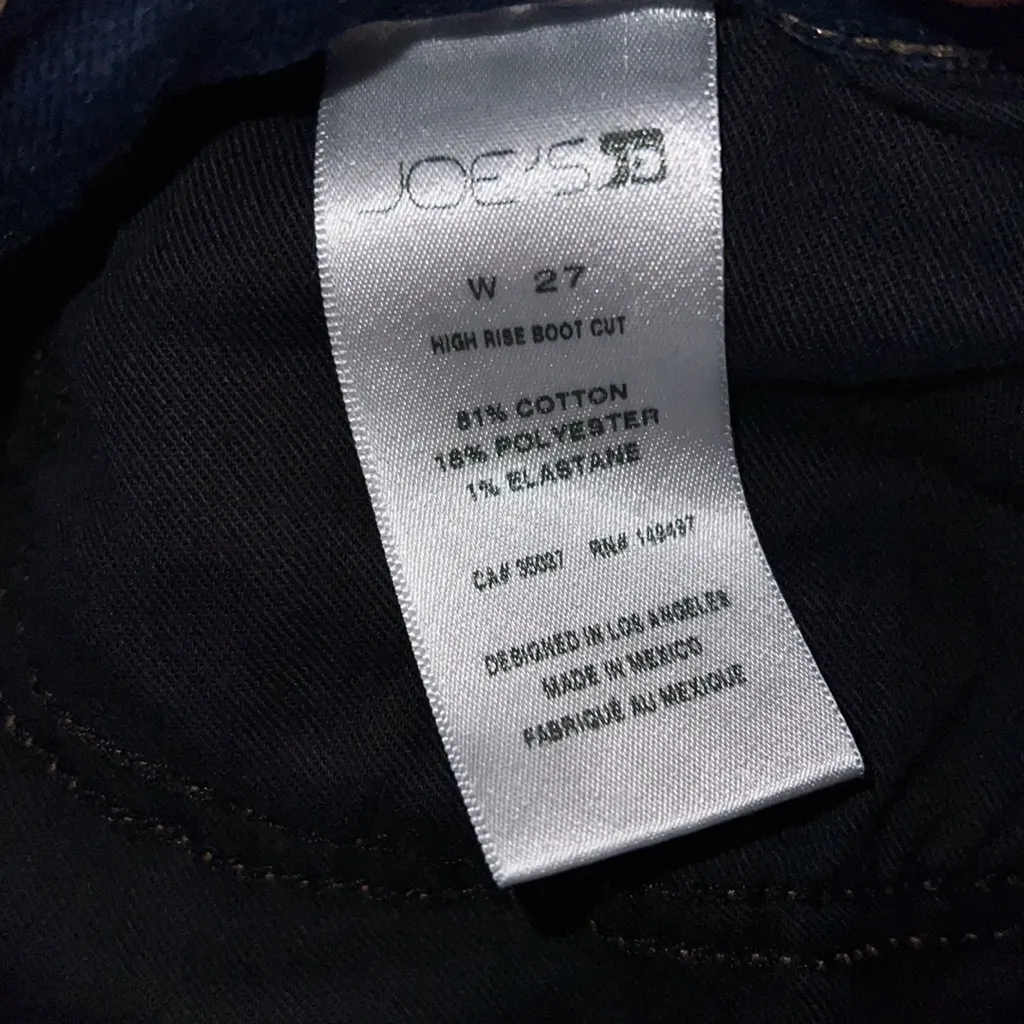 JOE'S
W 27
HIGH RISE BOOT CUT
81% COTTON
18% POLYESTER
1% ELASTANE
CA# 35037 RN# 149497
DESIGNED IN LOS ANGELES
MADE IN MEXICO
FABRIQUÉ AU MEXIQUE